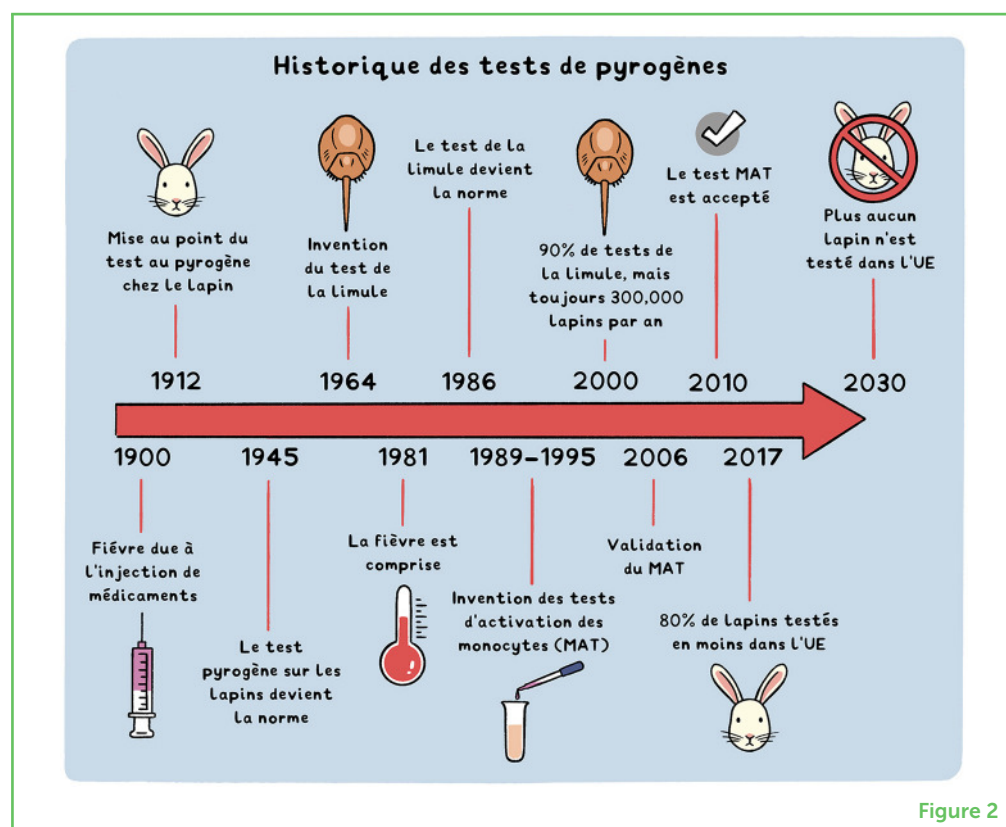 Historique des tests de pyrogènes
Mise au point du
test au pyrogène
chez le lapin
Invention
du test de
la limule
Le test de la
limule devient
la norme
90% de tests de
la limule, mais
toujours 300,000
lapins par an
Le test MAT
est accepté
Plus aucun
lapin n'est
testé dans l'UE
1912
1964
1986
2000
2010
2030
1900
1945
1981
1989-1995
2006
2017
Fiévre due à
l'injection de
médicaments
Le test
pyrogène sur les
lapins devient
la norme
La fièvre est
comprise
Invention des tests
d'activation des
monocytes (MAT)
Validation
du MAT
80% de lapins testés
en moins dans l'UE
Figure 2